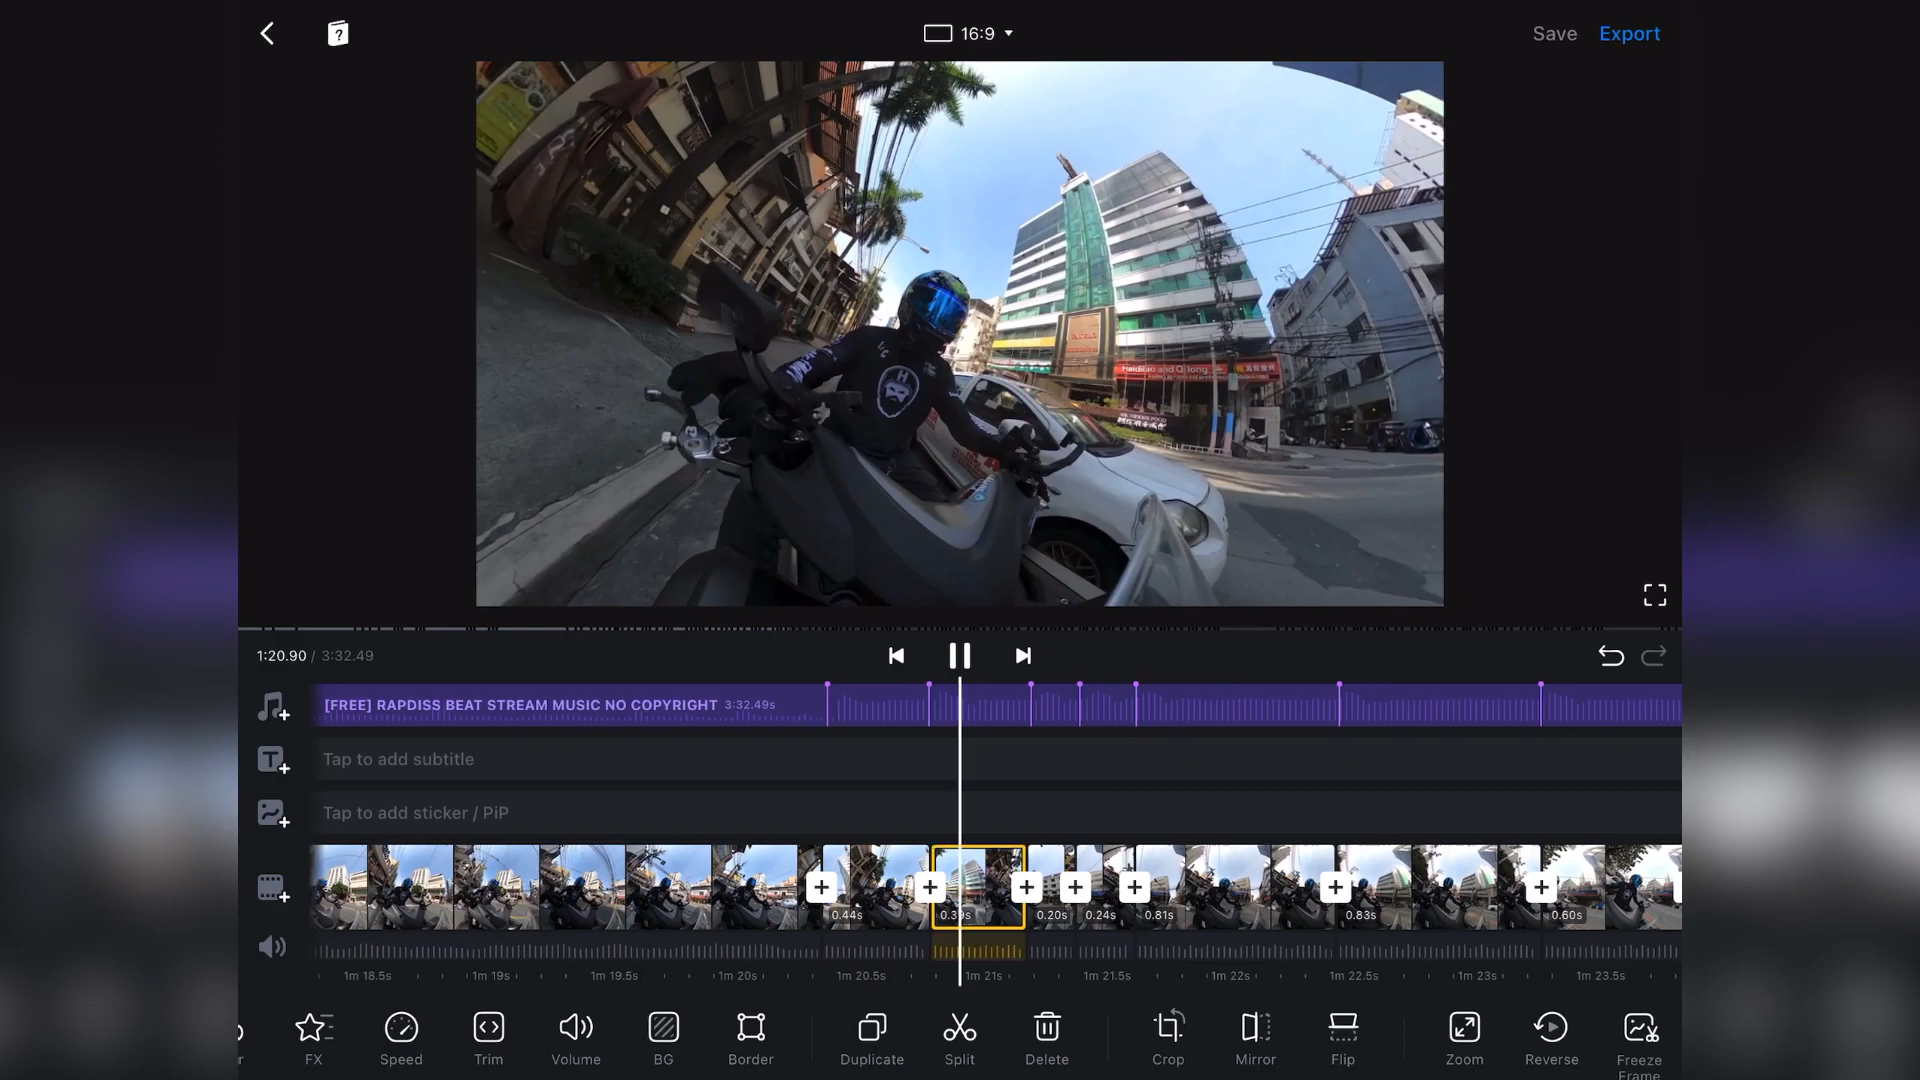 16:9
Save
Export
Haidilao and Qilong
1:20.90 / 3:32.49
[FREE] RAPDISS BEAT STREAM MUSIC NO COPYRIGHT 3:32.49s
Tap to add subtitle
Tap to add sticker / PiP
0.44s
0.39s
0.20s
0.24s
0.81s
0.83s
0.60s
1m 18.5s
1m 19s
1m 19.5s
1m 20s
1m 20.5s
1m 21s
1m 21.5s
1m 22s
1m 22.5s
1m 23s
1m 23.5s
FX
Speed
Trim
Volume
BG
Border
Duplicate
Split
Delete
Crop
Mirror
Flip
Zoom
Reverse
Freeze
Frame